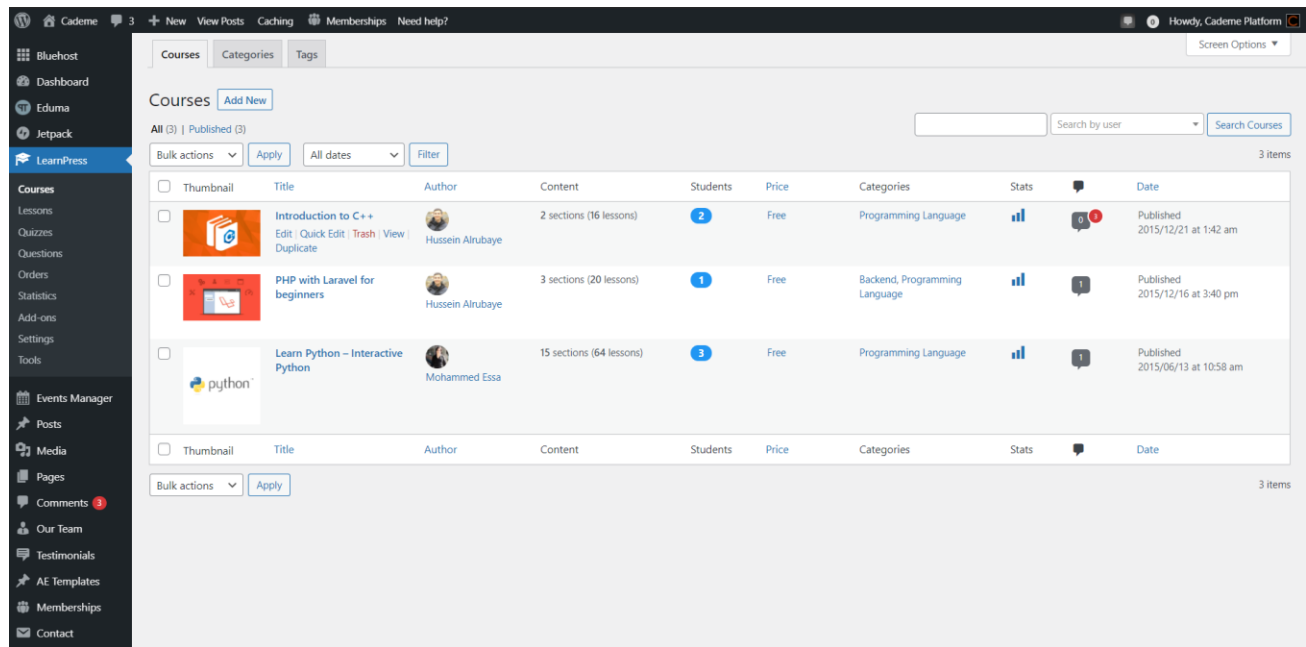 Cademe 3 New View Posts Caching Memberships Need help? 0 Howdy, Cademe Platform
Screen Options ▼
Bluehost
Dashboard
Eduma
Jetpack
LearnPress
Courses
Lessons
Quizzes
Questions
Orders
Statistics
Add-ons
Settings
Tools
Events Manager
Posts
Media
Pages
Comments 3
Our Team
Testimonials
AE Templates
Memberships
Contact
Courses Categories Tags
Courses Add New
All (3) | Published (3)
Search by user Search Courses
Bulk actions Apply All dates Filter 3 items
Thumbnail Title Author Content Students Price Categories Stats Date
Introduction to C++
Edit | Quick Edit | Trash | View |
Duplicate
Hussein Alrubaye
2 sections (16 lessons)
2
Free
Programming Language
0 3
Published
2015/12/21 at 1:42 am
PHP with Laravel for
beginners
Hussein Alrubaye
3 sections (20 lessons)
1
Free
Backend, Programming
Language
1
Published
2015/12/16 at 3:40 pm
python
Learn Python – Interactive
Python
Mohammed Essa
15 sections (64 lessons)
3
Free
Programming Language
1
Published
2015/06/13 at 10:58 am
Thumbnail Title Author Content Students Price Categories Stats Date
Bulk actions Apply 3 items